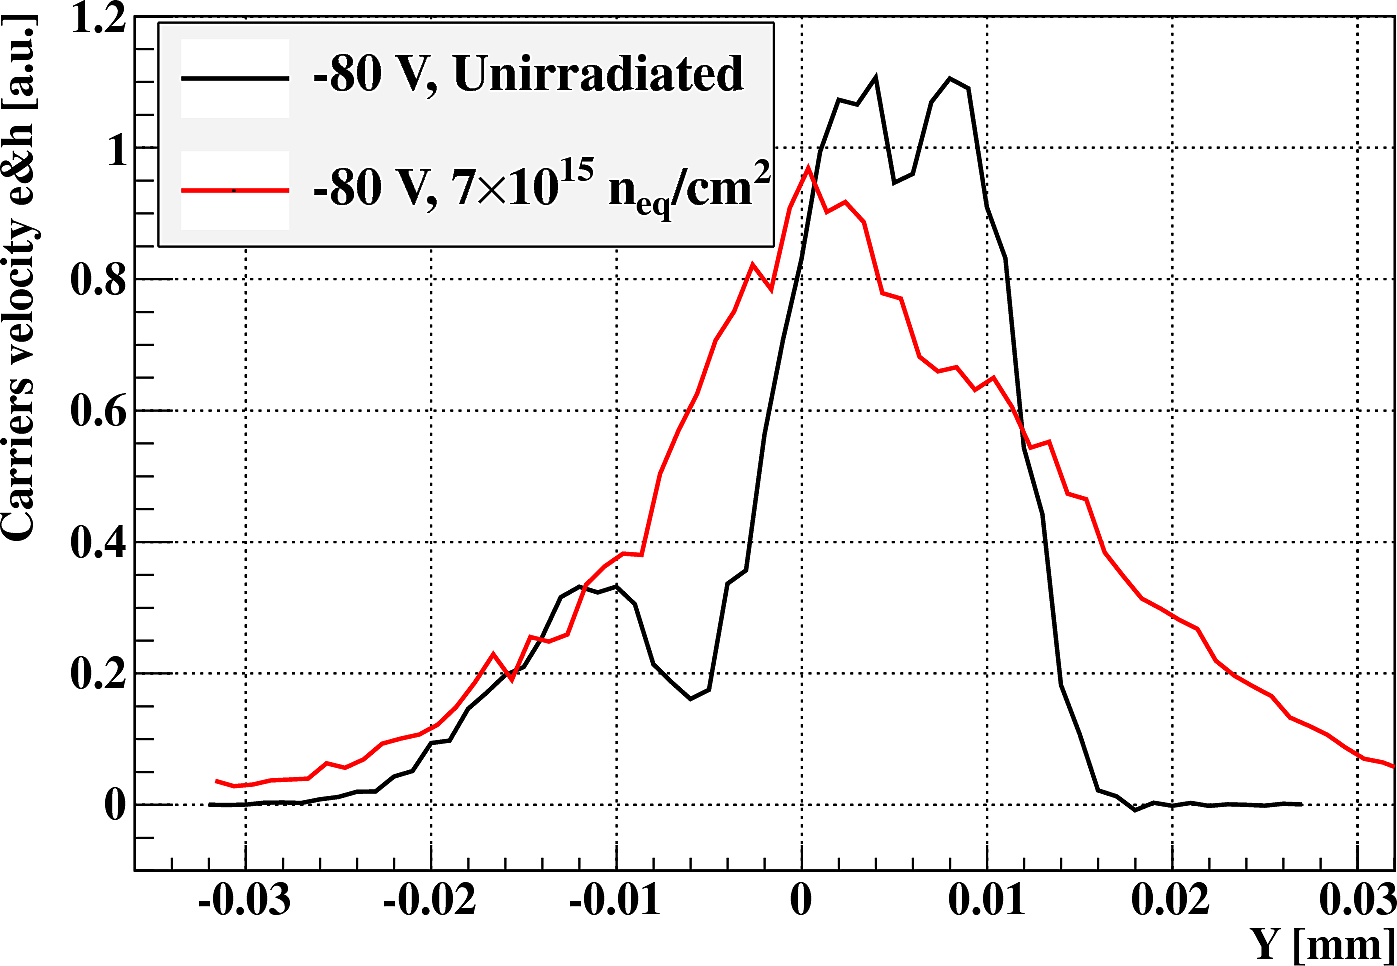 Carriers velocity e&h [a.u.]
1.2
1
0.8
0.6
0.4
0.2
0
-80 V, Unirradiated
-80 V, 7×10¹⁵ n_eq/cm²
-0.03 -0.02 -0.01 0 0.01 0.02 0.03
Y [mm]